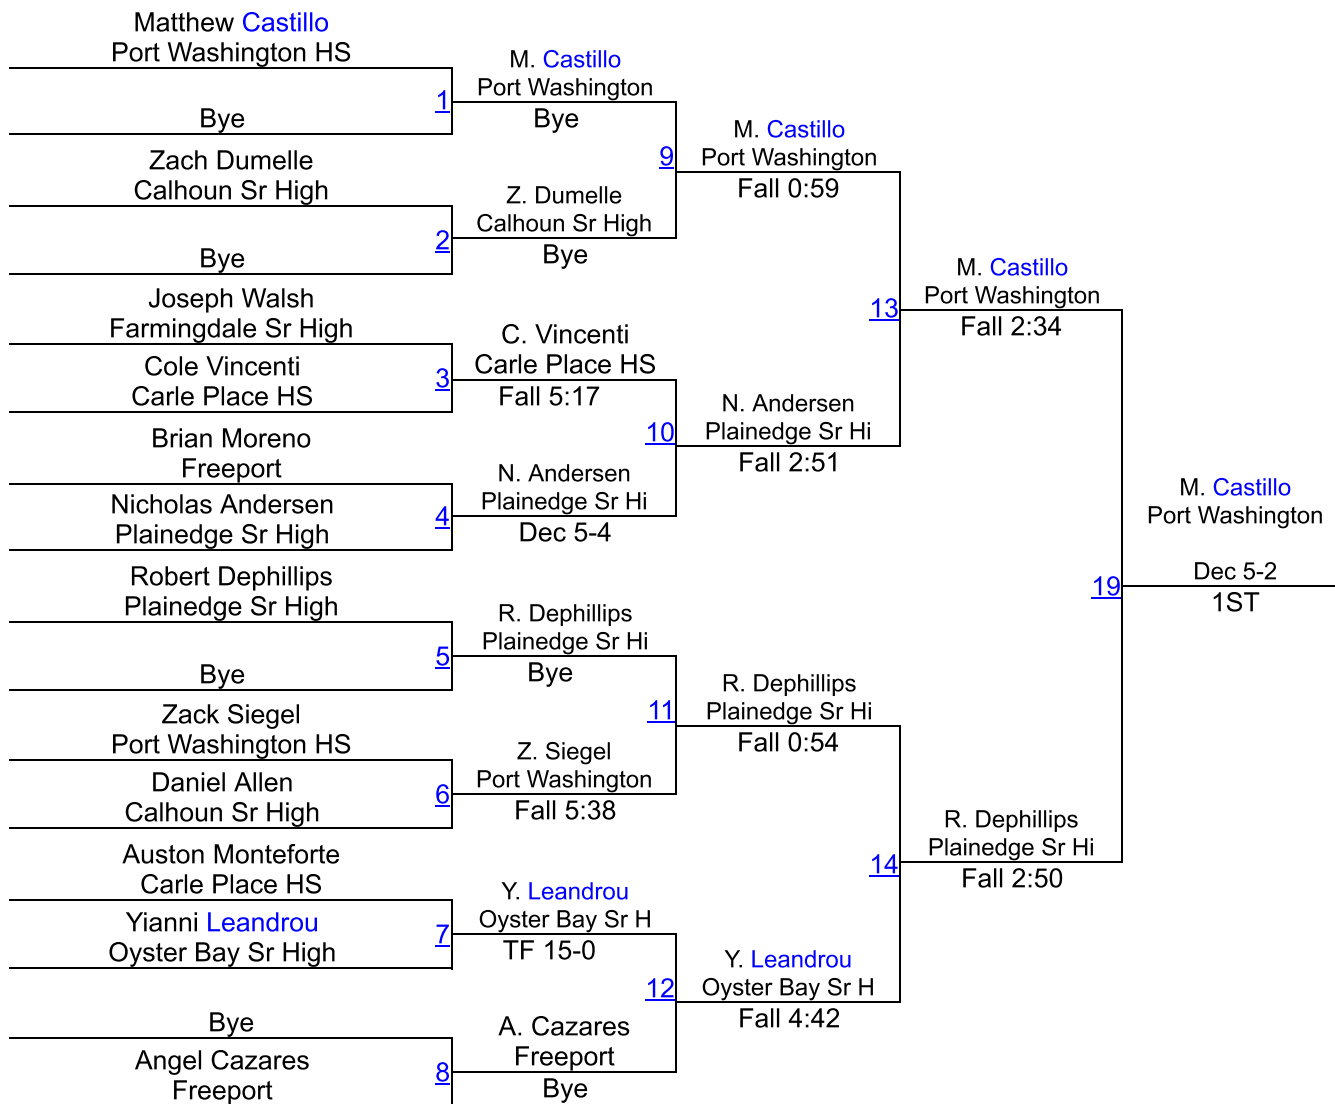 Matthew Castillo
Port Washington HS
Bye
Zach Dumelle
Calhoun Sr High
Bye
Joseph Walsh
Farmingdale Sr High
Cole Vincenti
Carle Place HS
Brian Moreno
Freeport
Nicholas Andersen
Plainedge Sr High
Robert Dephillips
Plainedge Sr High
Bye
Zack Siegel
Port Washington HS
Daniel Allen
Calhoun Sr High
Auston Monteforte
Carle Place HS
Yianni Leandrou
Oyster Bay Sr High
Bye
Angel Cazares
Freeport
1
2
3
4
5
6
7
8
M. Castillo
Port Washington
Bye
Z. Dumelle
Calhoun Sr High
Bye
C. Vincenti
Carle Place HS
Fall 5:17
N. Andersen
Plainedge Sr Hi
Dec 5-4
R. Dephillips
Plainedge Sr Hi
Bye
Z. Siegel
Port Washington
Fall 5:38
Y. Leandrou
Oyster Bay Sr H
TF 15-0
A. Cazares
Freeport
Bye
9
10
11
12
M. Castillo
Port Washington
Fall 0:59
N. Andersen
Plainedge Sr Hi
Fall 2:51
R. Dephillips
Plainedge Sr Hi
Fall 0:54
Y. Leandrou
Oyster Bay Sr H
Fall 4:42
13
14
M. Castillo
Port Washington
Fall 2:34
R. Dephillips
Plainedge Sr Hi
Fall 2:50
19
M. Castillo
Port Washington
Dec 5-2
1ST